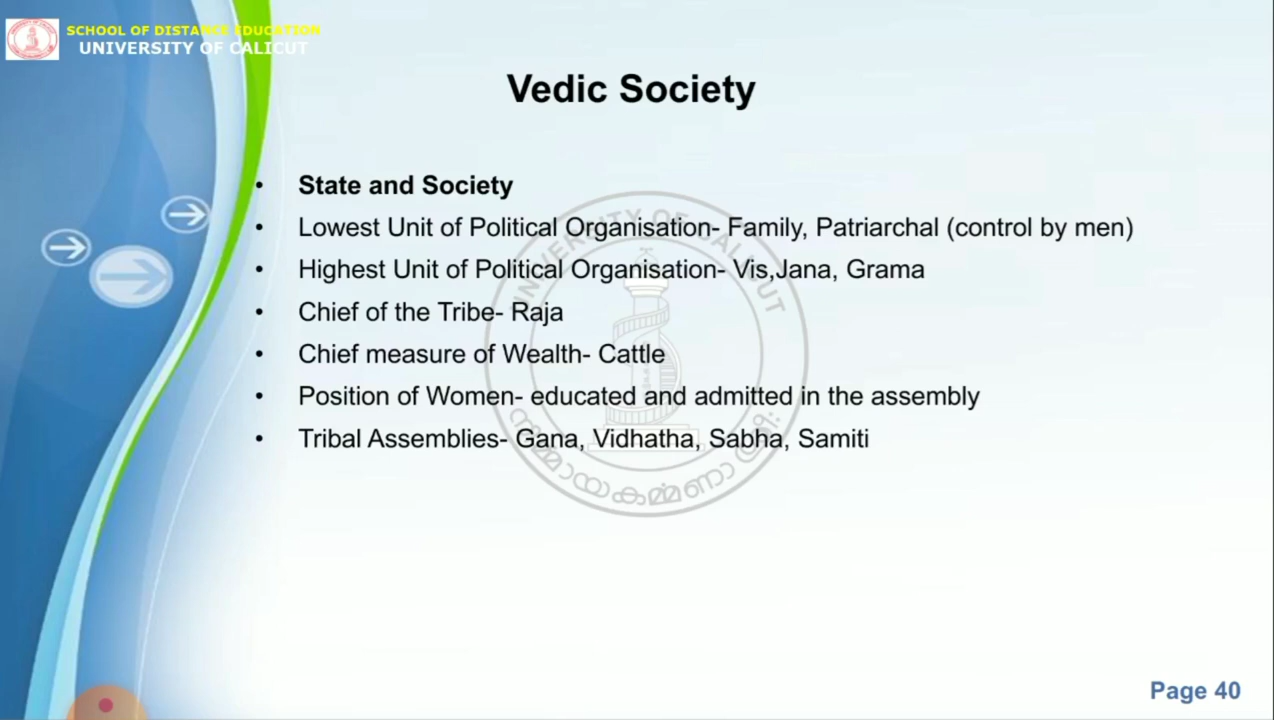 SCHOOL OF DISTANCE EDUCATION
UNIVERSITY OF CALICUT
Vedic Society
• State and Society
• Lowest Unit of Political Organisation- Family, Patriarchal (control by men)
• Highest Unit of Political Organisation- Vis,Jana, Grama
• Chief of the Tribe- Raja
• Chief measure of Wealth- Cattle
• Position of Women- educated and admitted in the assembly
• Tribal Assemblies- Gana, Vidhatha, Sabha, Samiti
UNIVERSITY OF CALICUT
Page 40